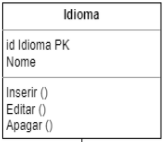 Idioma
id Idioma PK
Nome
Inserir ()
Editar ()
Apagar ()